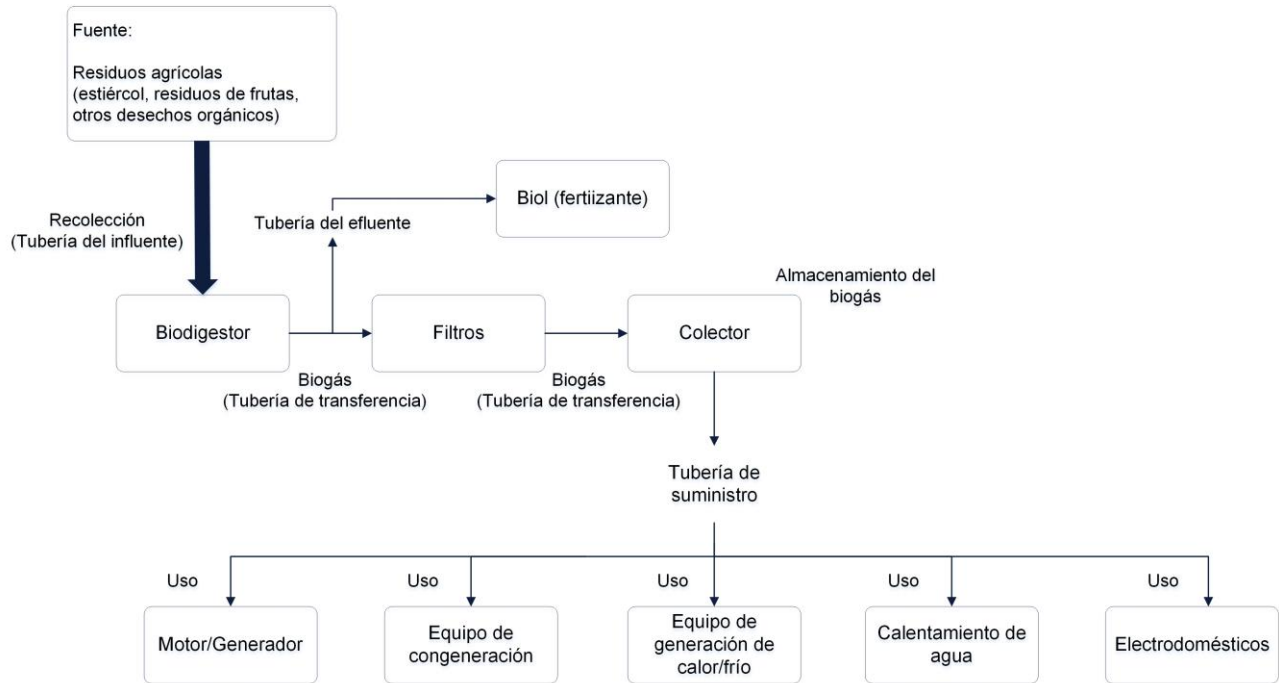 Fuente:
Residuos agrícolas
(estiércol, residuos de frutas,
otros desechos orgánicos)
Recolección
(Tubería del influente)
Tubería del efluente
Biol (fertiizante)
Almacenamiento del
biogás
Biodigestor
Filtros
Colector
Biogás
(Tubería de transferencia)
Biogás
(Tubería de transferencia)
Tubería de
suministro
Uso
Uso
Uso
Uso
Uso
Motor/Generador
Equipo de
congeneración
Equipo de
generación de
calor/frío
Calentamiento de
agua
Electrodomésticos